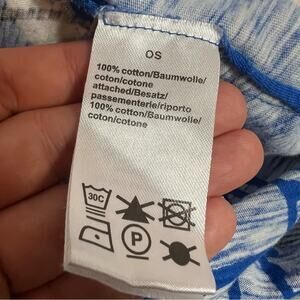 OS
100% cotton/Baumwolle/
coton/cotone
attached/Besatz/
passementerie/riporto
100% cotton/Baumwolle/
coton/cotone
30C
P